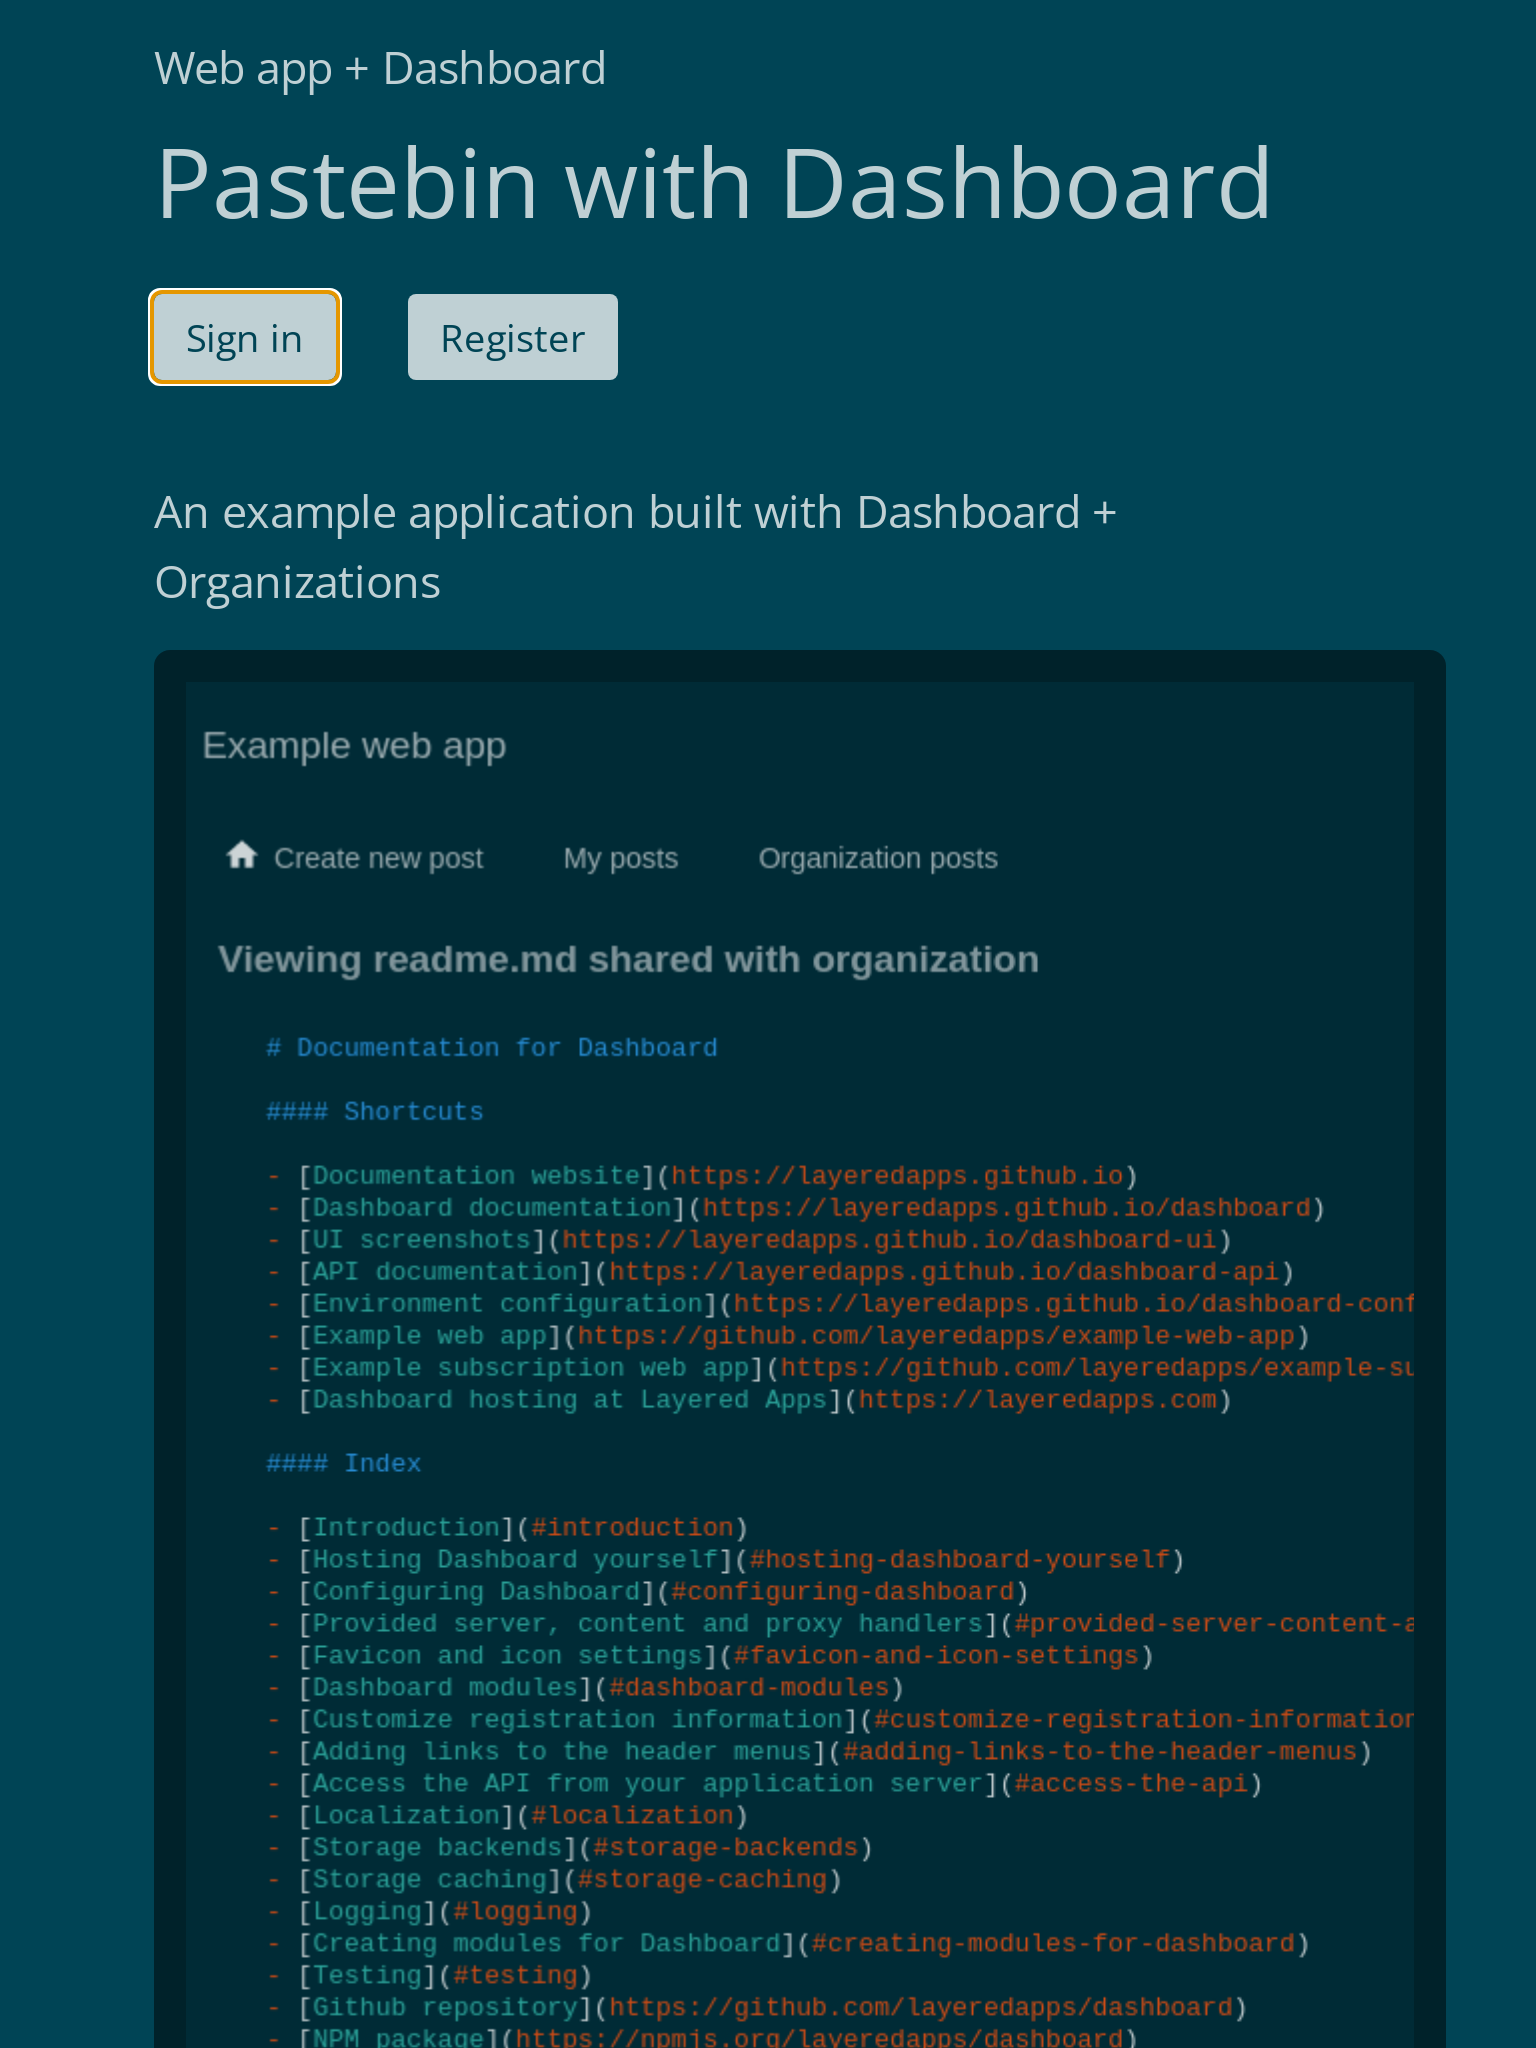 Web app + Dashboard
Pastebin with Dashboard
Sign in
Register
An example application built with Dashboard +
Organizations
Example web app
Create new post
My posts
Organization posts
Viewing readme.md shared with organization
# Documentation for Dashboard
#### Shortcuts
- [Documentation website](https://layeredapps.github.io)
- [Dashboard documentation](https://layeredapps.github.io/dashboard)
- [UI screenshots](https://layeredapps.github.io/dashboard-ui)
- [API documentation](https://layeredapps.github.io/dashboard-api)
- [Environment configuration](https://layeredapps.github.io/dashboard-conf
- [Example web app](https://github.com/layeredapps/example-web-app)
- [Example subscription web app](https://github.com/layeredapps/example-su
- [Dashboard hosting at Layered Apps](https://layeredapps.com)
#### Index
- [Introduction](#introduction)
- [Hosting Dashboard yourself](#hosting-dashboard-yourself)
- [Configuring Dashboard](#configuring-dashboard)
- [Provided server, content and proxy handlers](#provided-server-content-a
- [Favicon and icon settings](#favicon-and-icon-settings)
- [Dashboard modules](#dashboard-modules)
- [Customize registration information](#customize-registration-information
- [Adding links to the header menus](#adding-links-to-the-header-menus)
- [Access the API from your application server](#access-the-api)
- [Localization](#localization)
- [Storage backends](#storage-backends)
- [Storage caching](#storage-caching)
- [Logging](#logging)
- [Creating modules for Dashboard](#creating-modules-for-dashboard)
- [Testing](#testing)
- [Github repository](https://github.com/layeredapps/dashboard)
- [NPM package](https://npmjs.org/layeredapps/dashboard)